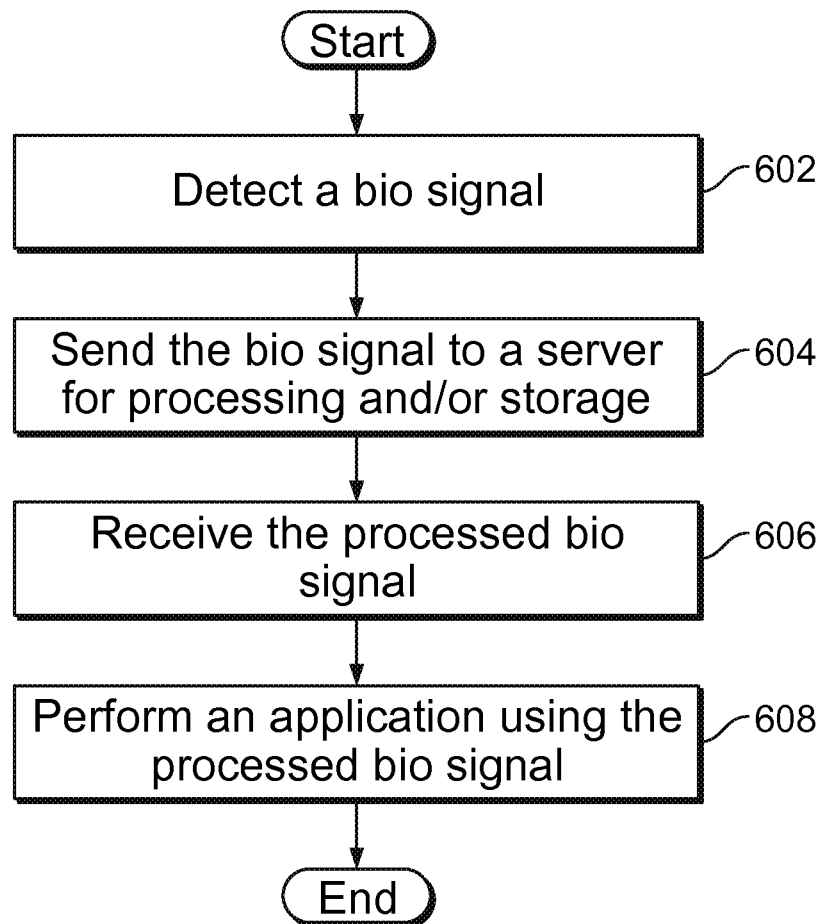 Start
Detect a bio signal
602
Send the bio signal to a server
for processing and/or storage
604
Receive the processed bio
signal
606
Perform an application using the
processed bio signal
608
End